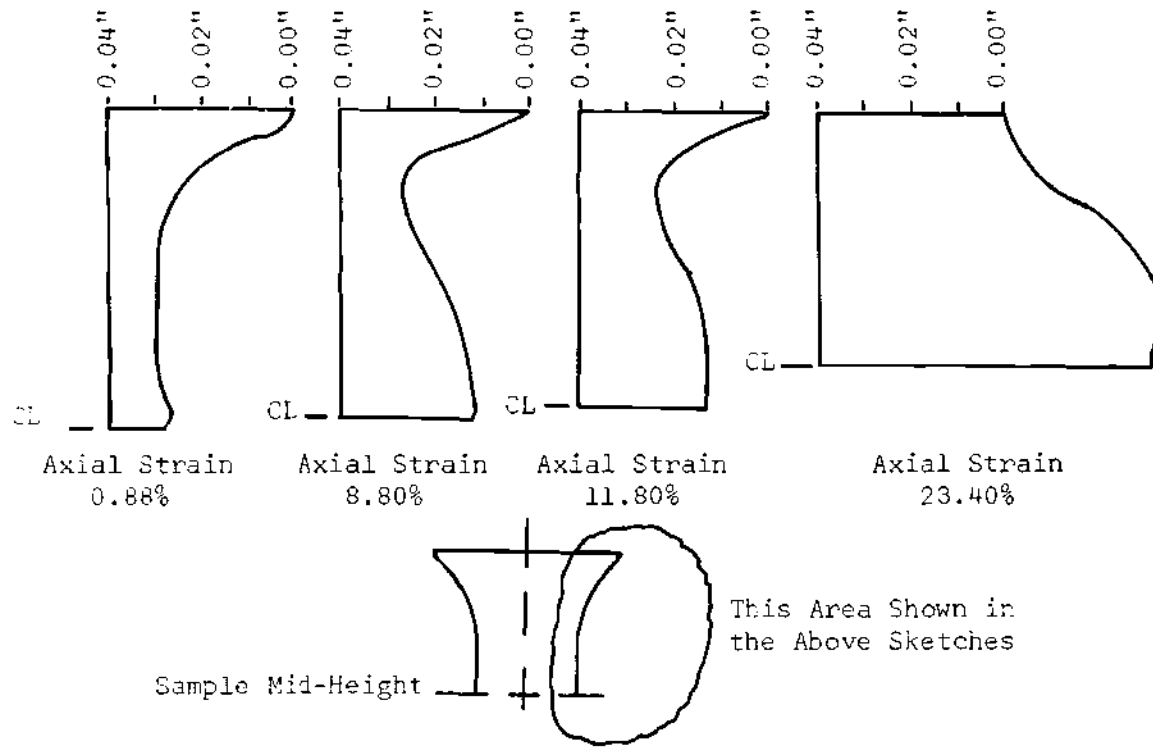 0.04" 0.02" 0.00" 0.04" 0.02" 0.00" 0.04" 0.02" 0.00" 0.04" 0.02" 0.00"
CL CL CL CL
Axial Strain Axial Strain Axial Strain Axial Strain
0.88% 8.80% 11.80% 23.40%
This Area Shown in
the Above Sketches
Sample Mid-Height